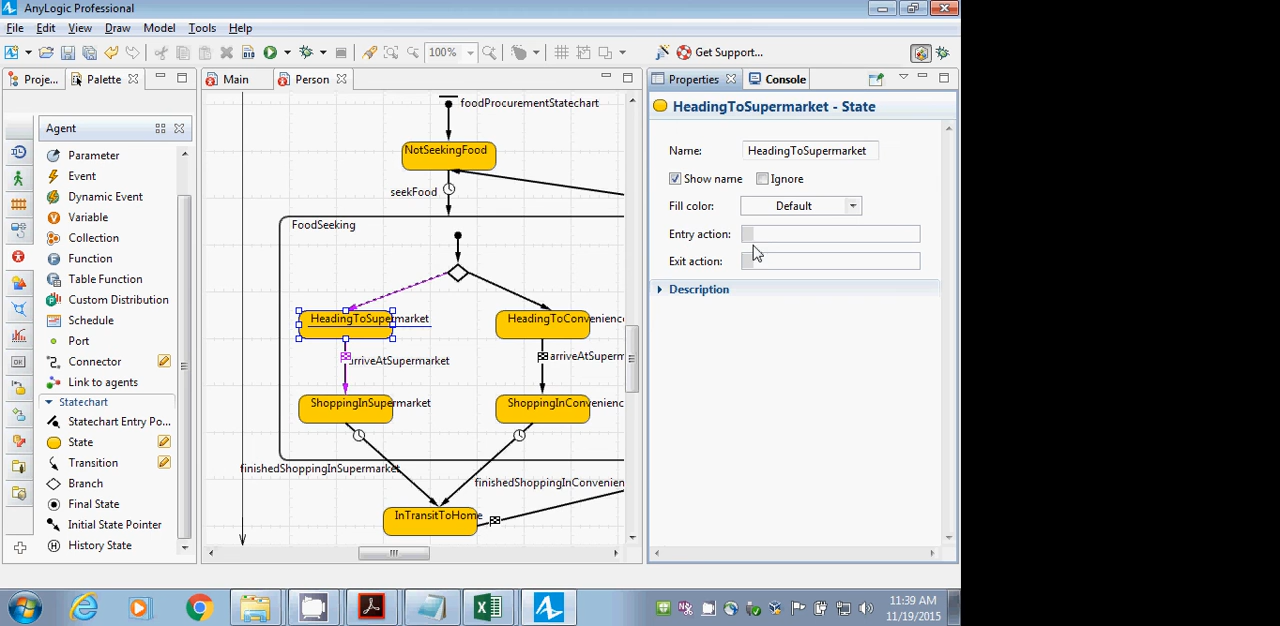 AnyLogic Professional
File Edit View Draw Model Tools Help
100% Get Support...
Proje... Palette Main Person Properties Console
Agent
Parameter
Event
Dynamic Event
Variable
Collection
Function
Table Function
Custom Distribution
Schedule
Port
Connector
Link to agents
Statechart
Statechart Entry Po...
State
Transition
Branch
Final State
Initial State Pointer
History State
foodProcurementStatechart
NotSeekingFood
seekFood
FoodSeeking
HeadingToSupermarket HeadingToConvenience
arriveAtSupermarket arriveAtSuperm
ShoppingInSupermarket ShoppingInConvenienc
finishedShoppingInSupermarket
finishedShoppingInConvenien
InTransitToHome
HeadingToSupermarket - State
Name: HeadingToSupermarket
Show name Ignore
Fill color: Default
Entry action:
Exit action:
Description
11:39 AM
11/19/2015